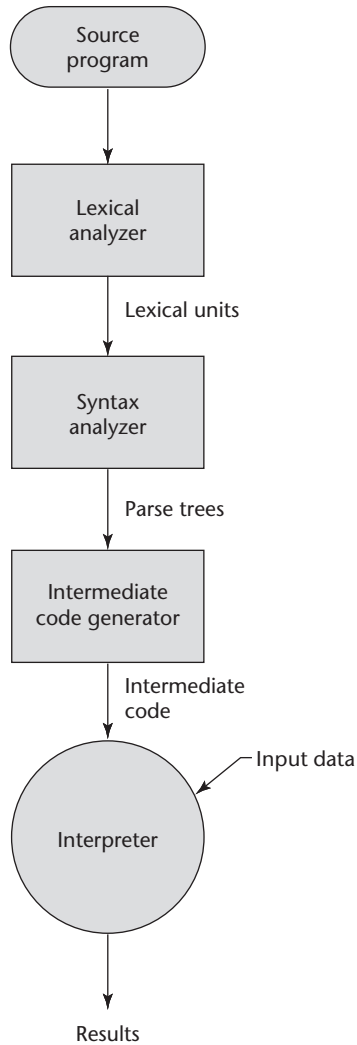 Source
program
Lexical
analyzer
Lexical units
Syntax
analyzer
Parse trees
Intermediate
code generator
Intermediate
code
Input data
Interpreter
Results